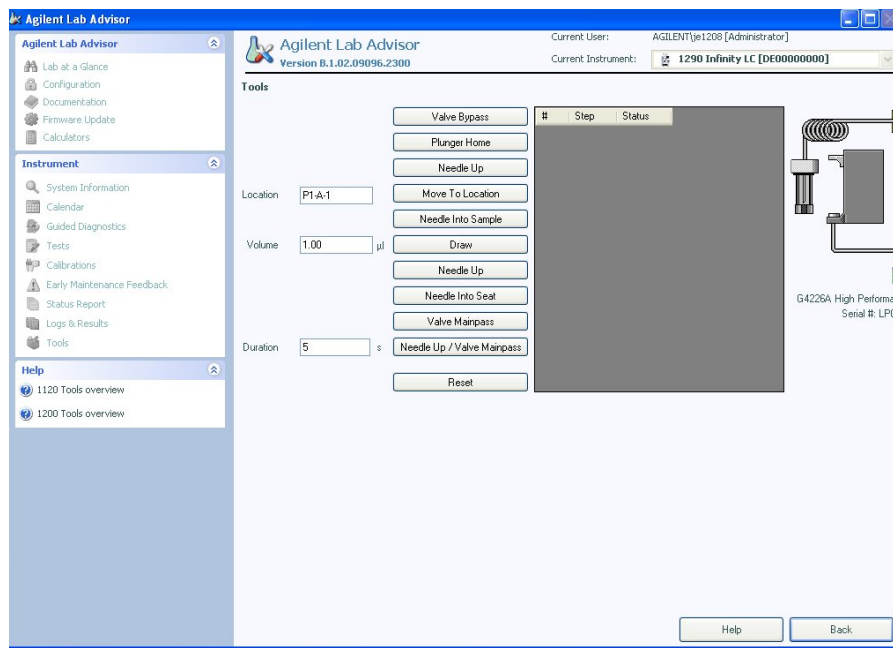 Agilent Lab Advisor
Agilent Lab Advisor
Lab at a Glance
Configuration
Documentation
Firmware Update
Calculators
Instrument
System Information
Calendar
Guided Diagnostics
Tests
Calibrations
Early Maintenance Feedback
Status Report
Logs & Results
Tools
Help
1120 Tools overview
1200 Tools overview
Agilent Lab Advisor
Version B.1.02.09096.2300
Current User: AGILENT\je1208 [Administrator]
Current Instrument: 1290 Infinity LC [DE00000000]
Tools
Valve Bypass
Plunger Home
Needle Up
Location P1-A-1 Move To Location
Needle Into Sample
Volume 1.00 µl Draw
Needle Up
Needle Into Seat
Valve Mainpass
Duration 5 s Needle Up / Valve Mainpass
Reset
# Step Status
G4226A High Performa
Serial #: LP0
Help Back